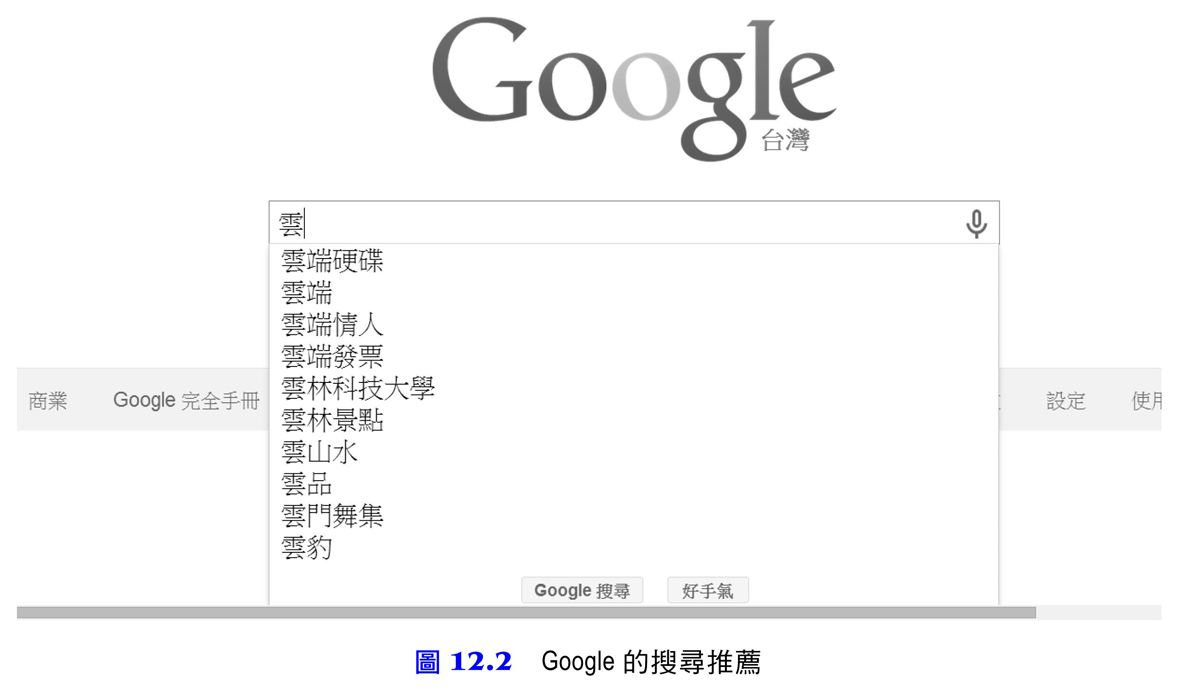 Google
台灣
雲
雲端硬碟
雲端
雲端情人
雲端發票
雲林科技大學
雲林景點
雲山水
雲品
雲門舞集
雲豹
商業 Google 完全手冊 設定 使用
Google 搜尋 好手氣
圖 12.2 Google 的搜尋推薦